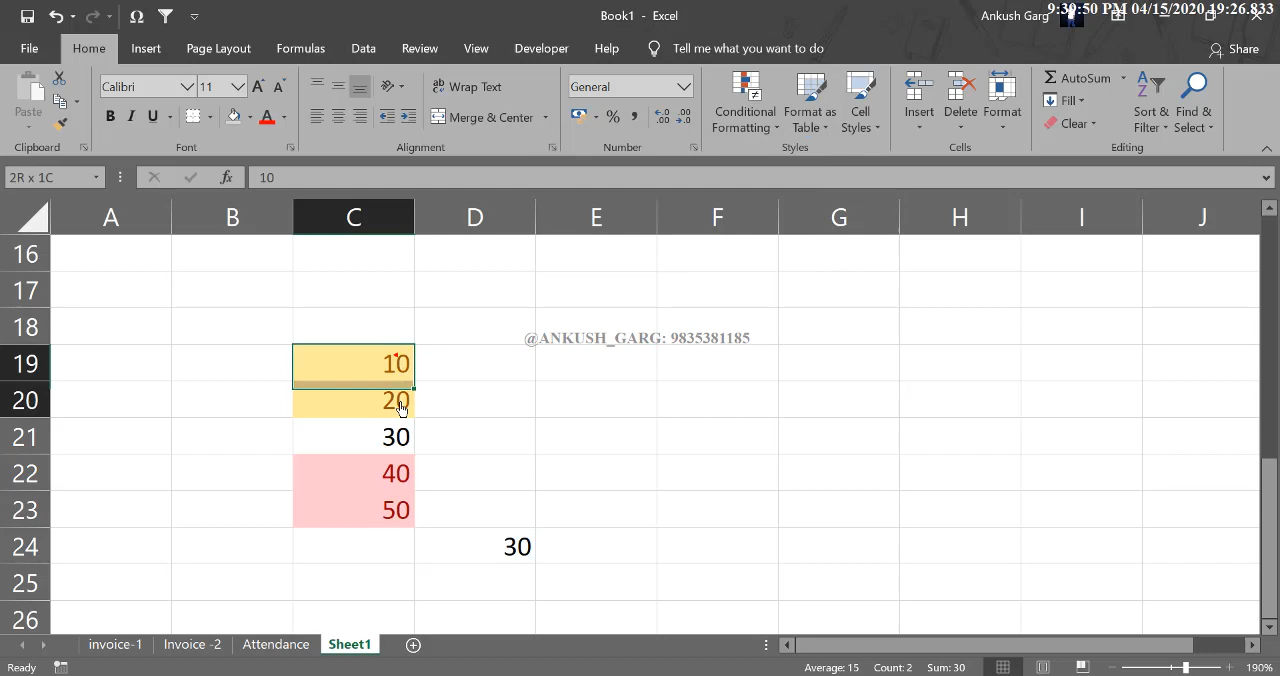 Book1 - Excel
Ankush Garg
9:39:50 PM 04/15/2020 19:26.833
File Home Insert Page Layout Formulas Data Review View Developer Help Tell me what you want to do Share
Paste
Calibri 11
Wrap Text
General
Conditional Formatting
Format as Table
Cell Styles
Insert
Delete
Format
AutoSum
Fill
Clear
Sort & Filter
Find & Select
B I U A
Merge & Center
% ,
Clipboard Font Alignment Number Styles Cells Editing
2R x 1C fx 10
A B C D E F G H I J
16
17
18
@ANKUSH_GARG: 9835381185
19 10
20 20
21 30
22 40
23 50
24 30
25
26
invoice-1 Invoice -2 Attendance Sheet1
Ready Average: 15 Count: 2 Sum: 30 190%